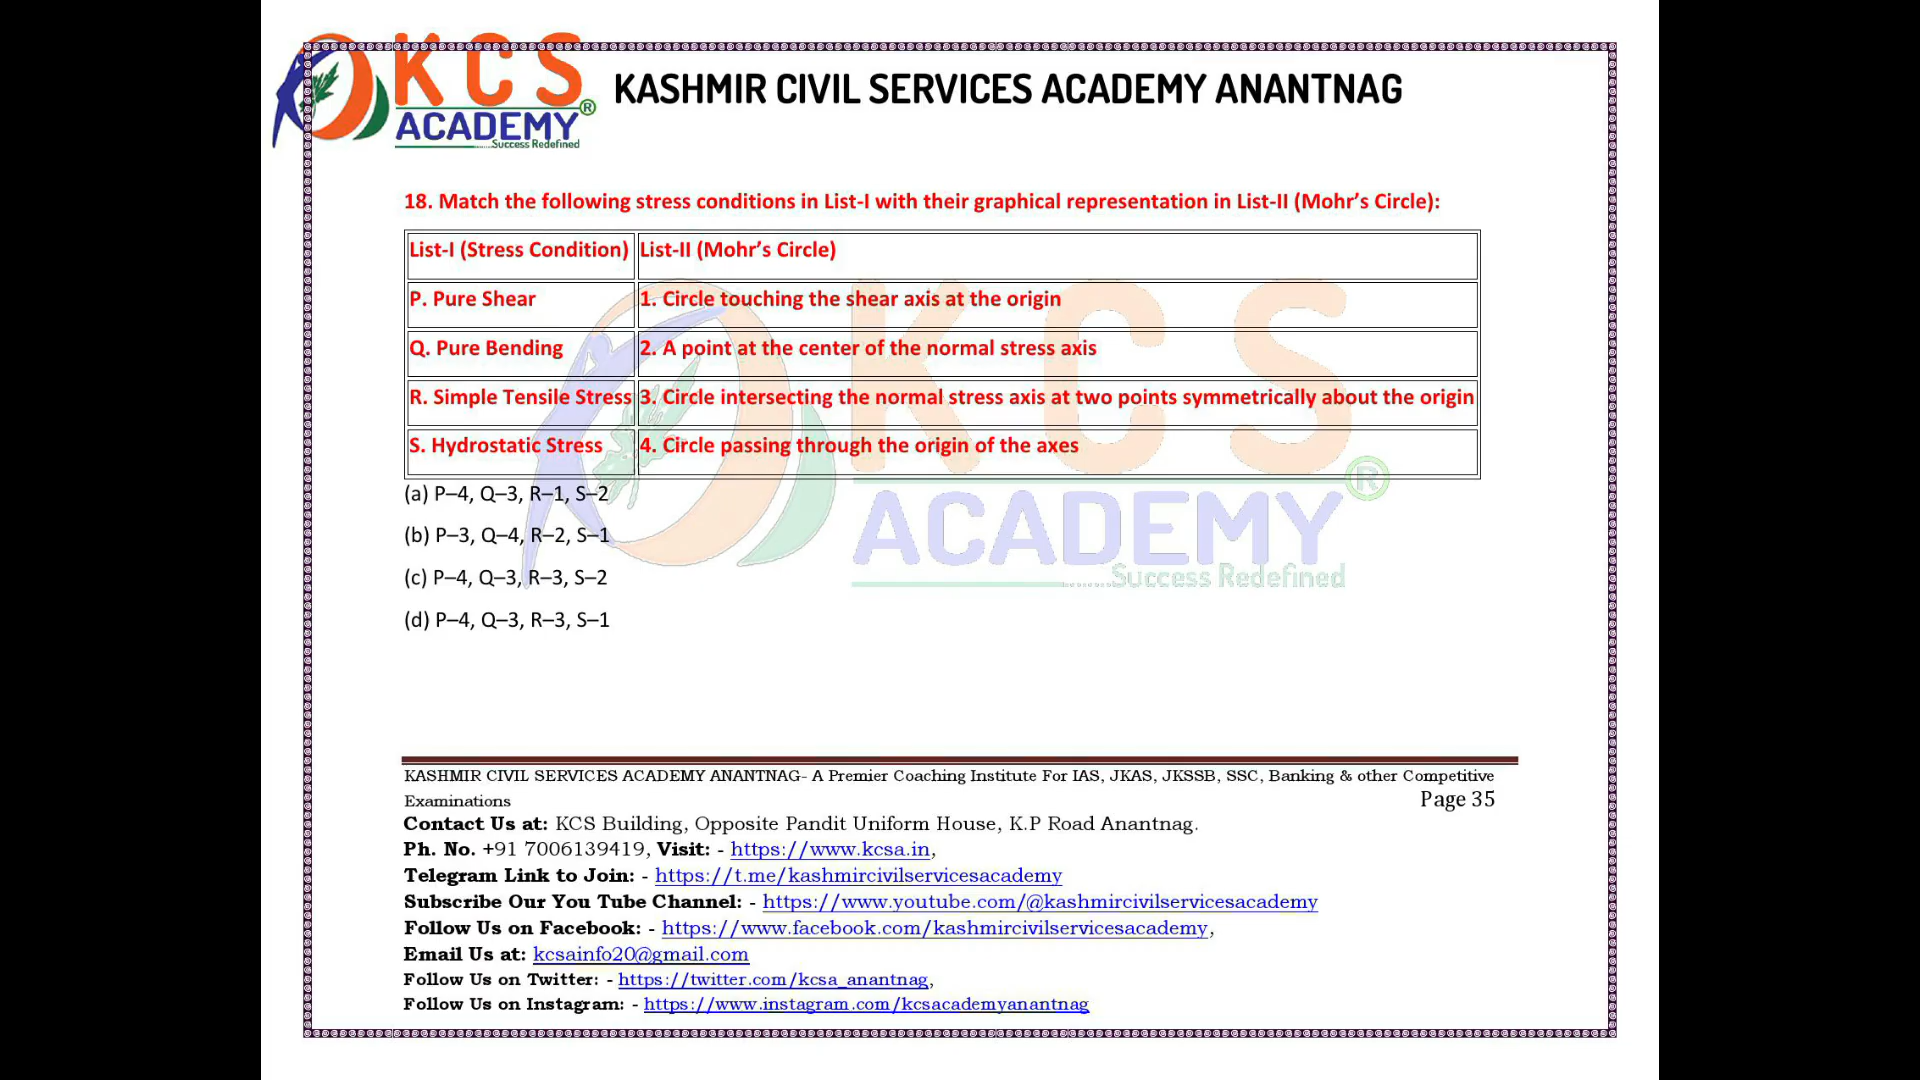 KCS
ACADEMY®
......Success Redefined
KASHMIR CIVIL SERVICES ACADEMY ANANTNAG
18. Match the following stress conditions in List-I with their graphical representation in List-II (Mohr’s Circle):
List-I (Stress Condition) List-II (Mohr’s Circle)
P. Pure Shear 1. Circle touching the shear axis at the origin
Q. Pure Bending 2. A point at the center of the normal stress axis
R. Simple Tensile Stress 3. Circle intersecting the normal stress axis at two points symmetrically about the origin
S. Hydrostatic Stress 4. Circle passing through the origin of the axes
(a) P–4, Q–3, R–1, S–2
(b) P–3, Q–4, R–2, S–1
(c) P–4, Q–3, R–3, S–2
(d) P–4, Q–3, R–3, S–1
KCS
ACADEMY®
.........Success Redefined
KASHMIR CIVIL SERVICES ACADEMY ANANTNAG- A Premier Coaching Institute For IAS, JKAS, JKSSB, SSC, Banking & other Competitive
Examinations Page 35
Contact Us at: KCS Building, Opposite Pandit Uniform House, K.P Road Anantnag.
Ph. No. +91 7006139419, Visit: - https://www.kcsa.in,
Telegram Link to Join: - https://t.me/kashmircivilservicesacademy
Subscribe Our You Tube Channel: - https://www.youtube.com/@kashmircivilservicesacademy
Follow Us on Facebook: - https://www.facebook.com/kashmircivilservicesacademy,
Email Us at: kcsainfo20@gmail.com
Follow Us on Twitter: - https://twitter.com/kcsa_anantnag,
Follow Us on Instagram: - https://www.instagram.com/kcsacademyanantnag